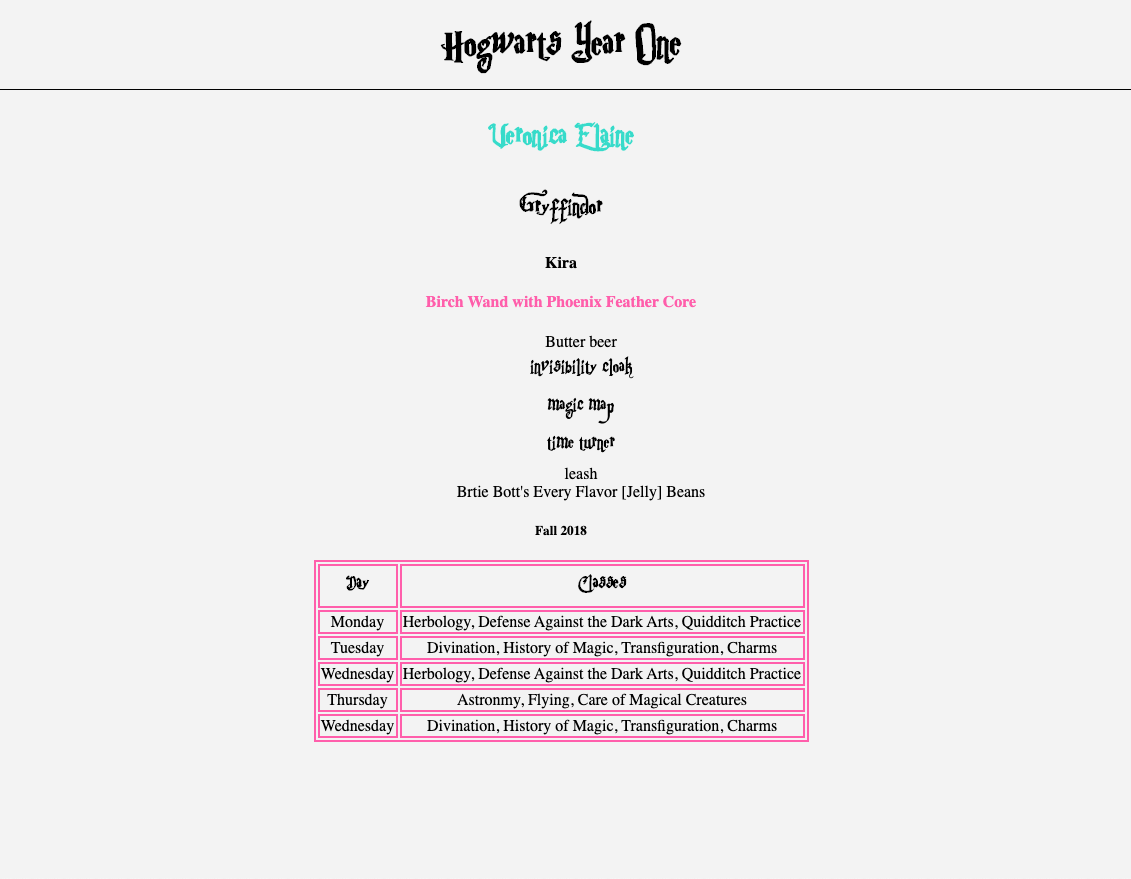 Hogwarts Year One
Veronica Elaine
Gryffindor
Kira
Birch Wand with Phoenix Feather Core
Butter beer
invisibility cloak
magic map
time turner
leash
Brtie Bott's Every Flavor [Jelly] Beans
Fall 2018
Day Classes
Monday Herbology, Defense Against the Dark Arts, Quidditch Practice
Tuesday Divination, History of Magic, Transfiguration, Charms
Wednesday Herbology, Defense Against the Dark Arts, Quidditch Practice
Thursday Astronmy, Flying, Care of Magical Creatures
Wednesday Divination, History of Magic, Transfiguration, Charms